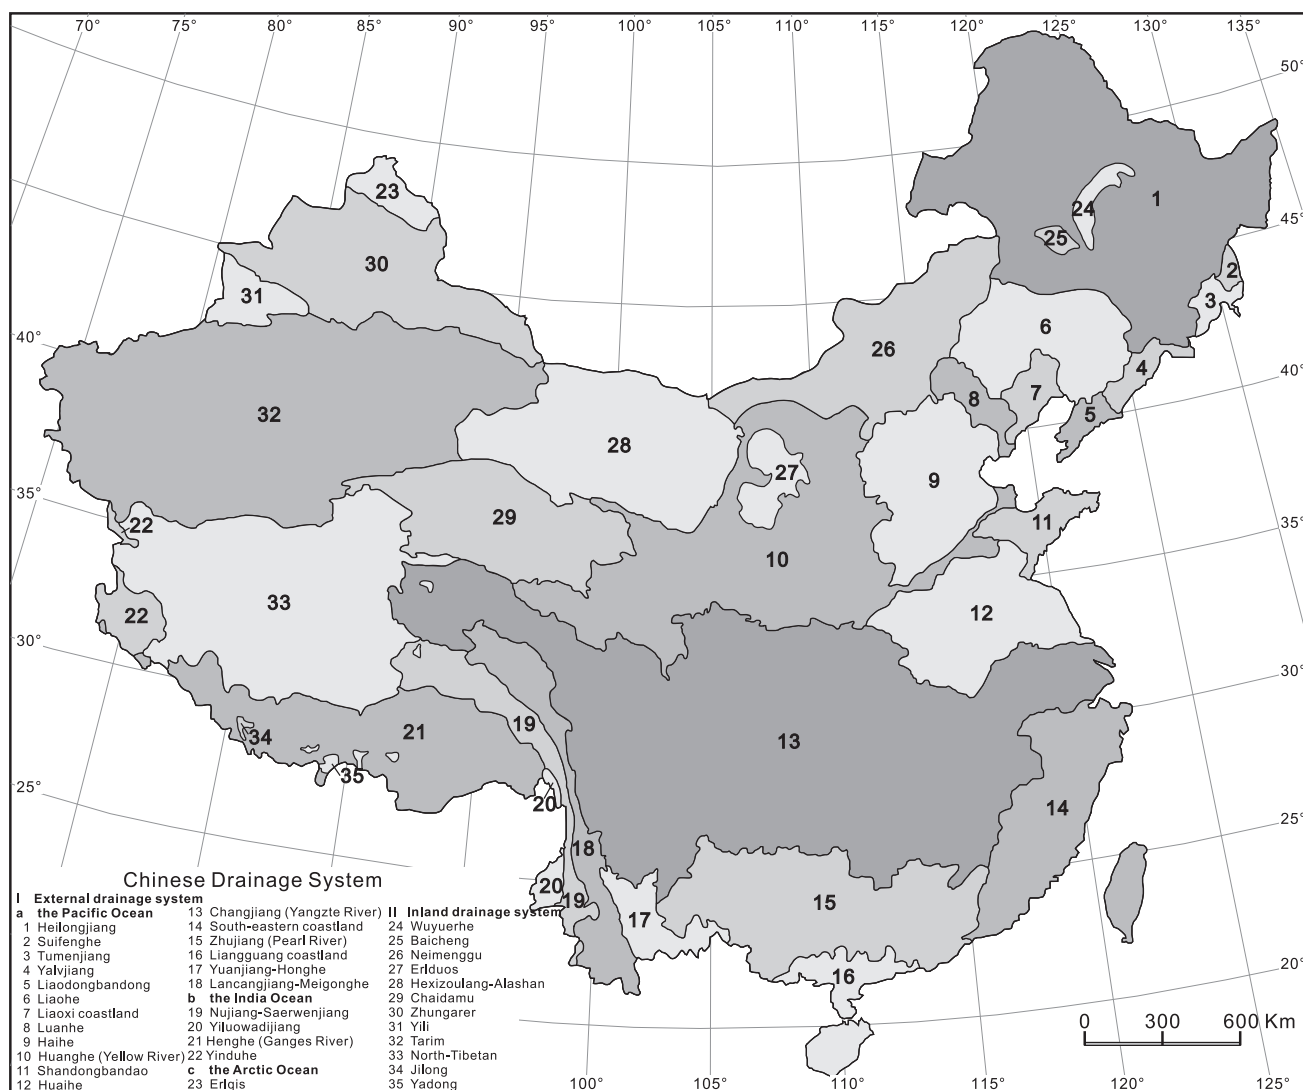 70° 75° 80° 85° 90° 95° 100° 105° 110° 115° 120° 125° 130° 135°
50°
23
1
24
45°
25
2
30
31
3
6
40°
26
4
40°
7
8
5
32
28
27
9
35°
29
11
35°
22
10
33
22
12
30°
30°
19
21
34
13
35
25°
20
14
25°
18
20
19
15
17
16
20°
0 300 600 Km
100° 105° 110° 115° 120° 125°
Chinese Drainage System
I External drainage system
a the Pacific Ocean
1 Heilongjiang
2 Suifenghe
3 Tumenjiang
4 Yalvjiang
5 Liaodongbandong
6 Liaohe
7 Liaoxi coastland
8 Luanhe
9 Haihe
10 Huanghe (Yellow River)
11 Shandongbandao
12 Huaihe
13 Changjiang (Yangzte River)
14 South-eastern coastland
15 Zhujiang (Pearl River)
16 Liangguang coastland
17 Yuanjiang-Honghe
18 Lancangjiang-Meigonghe
b the India Ocean
19 Nujiang-Saerwenjiang
20 Yiluowadijiang
21 Henghe (Ganges River)
22 Yinduhe
c the Arctic Ocean
23 Erlqis
II Inland drainage system
24 Wuyuerhe
25 Baicheng
26 Neimenggu
27 Erlduos
28 Hexizoulang-Alashan
29 Chaidamu
30 Zhungarer
31 Yili
32 Tarim
33 North-Tibetan
34 Jilong
35 Yadong